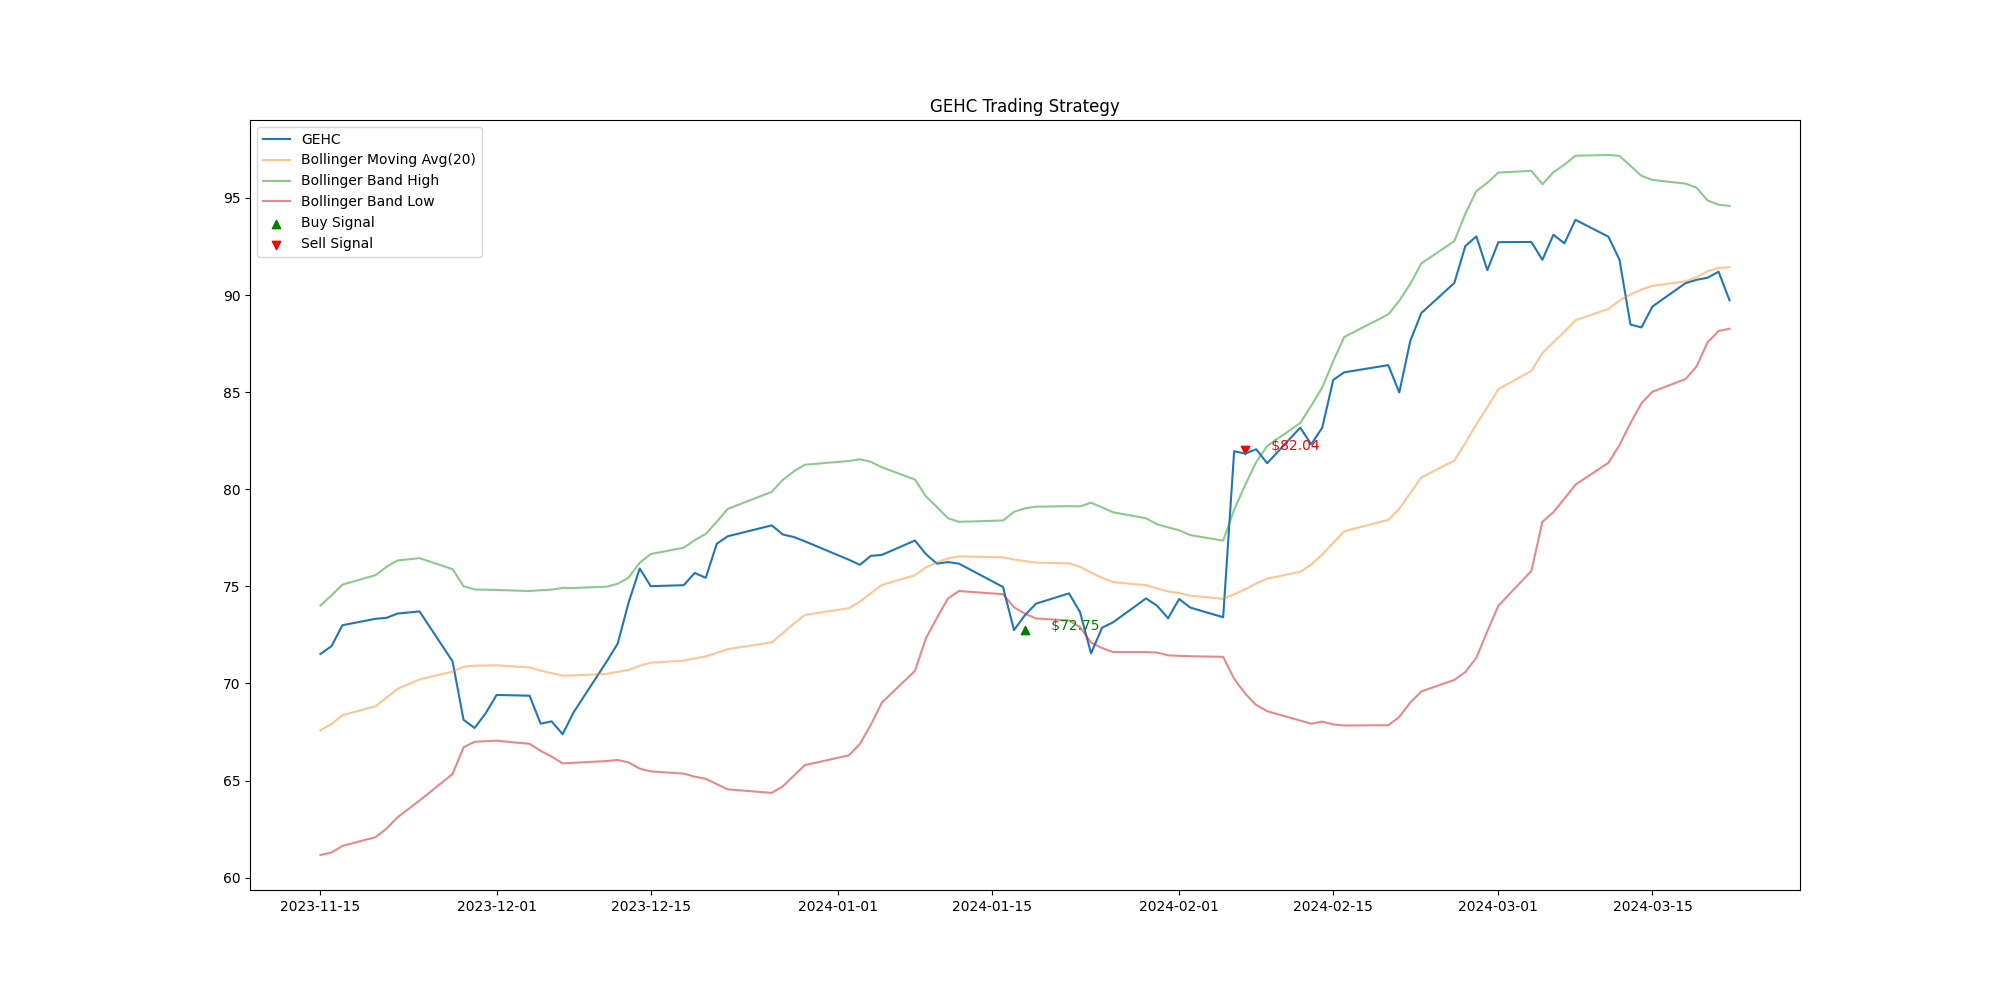 GEHC Trading Strategy
GEHC
Bollinger Moving Avg(20)
Bollinger Band High
Bollinger Band Low
Buy Signal
Sell Signal
95
90
85
80
75
70
65
60
$82.04
$72.75
2023-11-15 2023-12-01 2023-12-15 2024-01-01 2024-01-15 2024-02-01 2024-02-15 2024-03-01 2024-03-15